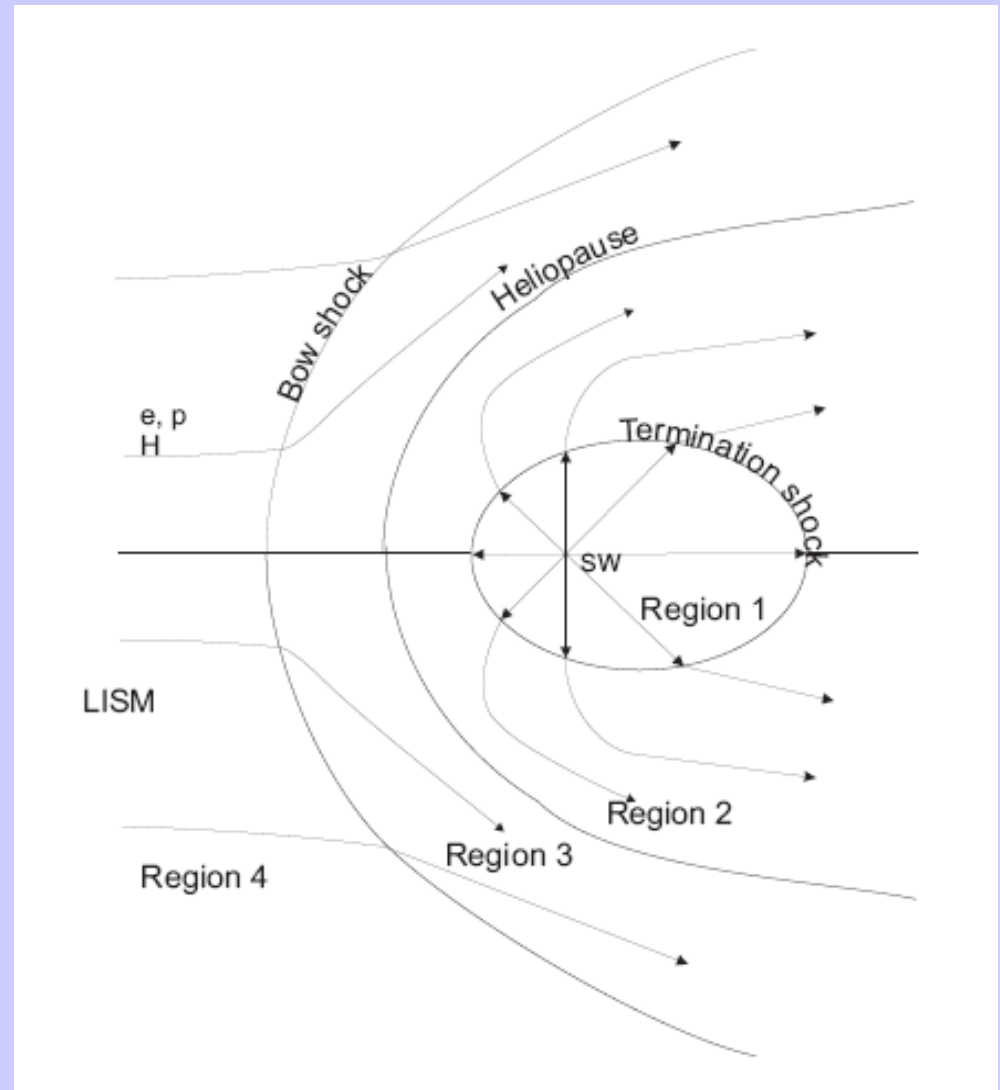 Bow shock
Heliopause
e, p
H
Termination shock
SW
Region 1
LISM
Region 2
Region 3
Region 4